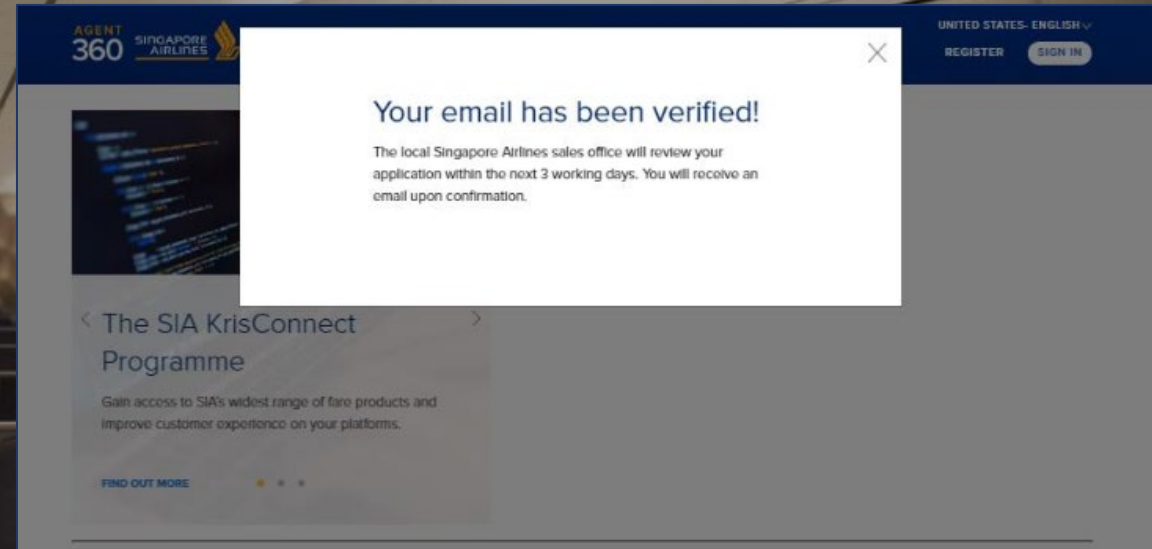 AGENT
360
SINGAPORE
AIRLINES
UNITED STATES- ENGLISH
REGISTER
SIGN IN
Your email has been verified!
The local Singapore Airlines sales office will review your
application within the next 3 working days. You will receive an
email upon confirmation.
The SIA KrisConnect
Programme
Gain access to SIA's widest range of fare products and
improve customer experience on your platforms.
FIND OUT MORE